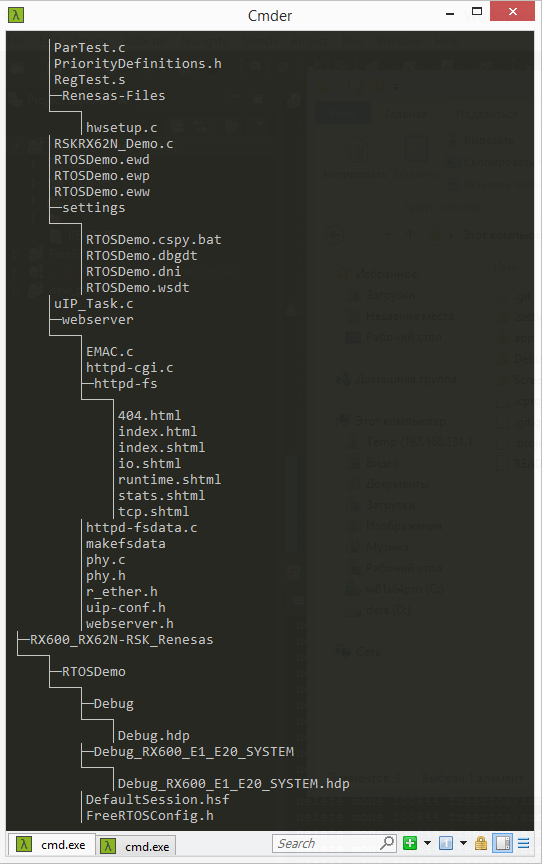 Cmder
ParTest.c
PriorityDefinitions.h
RegTest.s
Renesas-Files
hwsetup.c
RSKRX62N_Demo.c
RTOSDemo.ewd
RTOSDemo.ewp
RTOSDemo.eww
settings
RTOSDemo.cspy.bat
RTOSDemo.dbgdt
RTOSDemo.dni
RTOSDemo.wsdt
uIP_Task.c
webserver
EMAC.c
httpd-cgi.c
httpd-fs
404.html
index.html
index.shtml
io.shtml
runtime.shtml
stats.shtml
tcp.shtml
httpd-fsdata.c
makefsdata
phy.c
phy.h
r_ether.h
uip-conf.h
webserver.h
RX600_RX62N-RSK_Renesas
RTOSDemo
Debug
Debug.hdp
Debug_RX600_E1_E20_SYSTEM
Debug_RX600_E1_E20_SYSTEM.hdp
DefaultSession.hsf
FreeRTOSConfig.h
cmd.exe cmd.exe Search